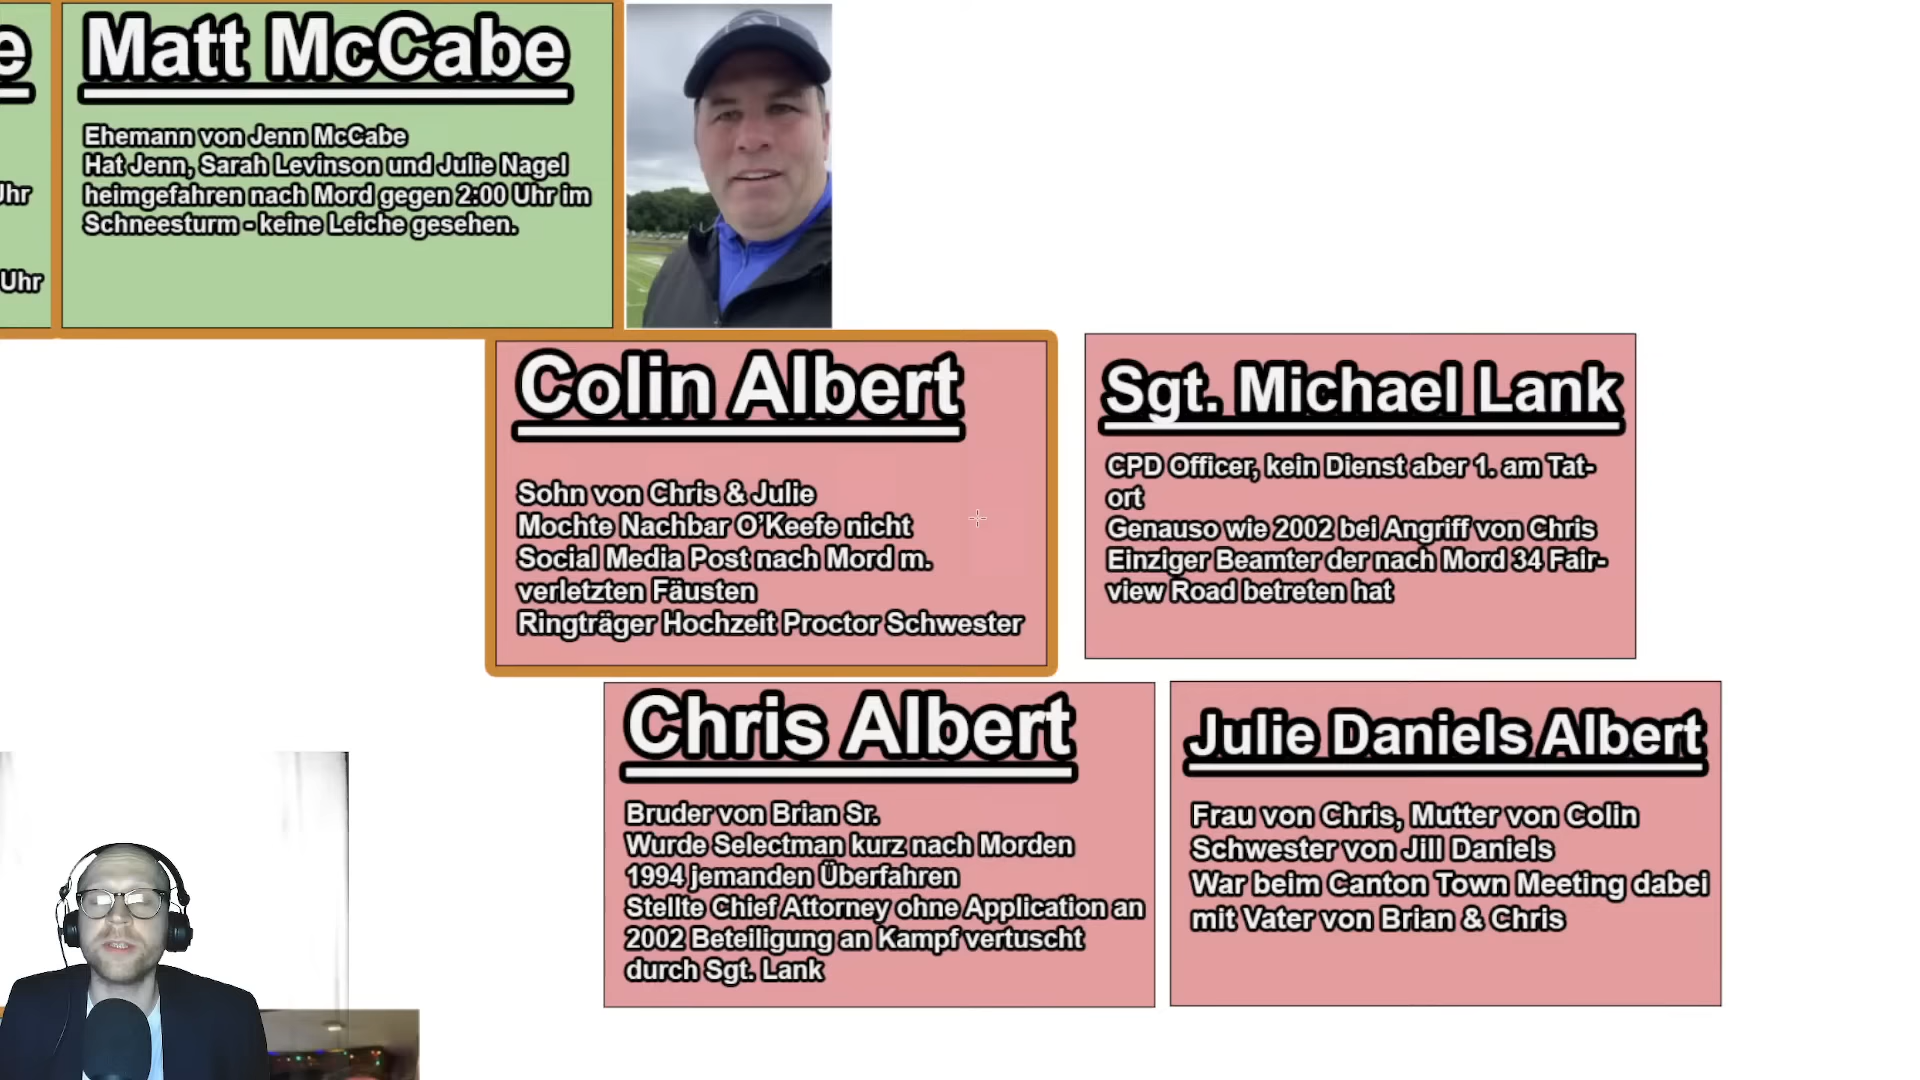 e
Uhr
Uhr
Matt McCabe
Ehemann von Jenn McCabe
Hat Jenn, Sarah Levinson und Julie Nagel
heimgefahren nach Mord gegen 2:00 Uhr im
Schneesturm - keine Leiche gesehen.
Colin Albert
Sohn von Chris & Julie
Mochte Nachbar O'Keefe nicht
Social Media Post nach Mord m.
verletzten Fäusten
Ringträger Hochzeit Proctor Schwester
Sgt. Michael Lank
CPD Officer, kein Dienst aber 1. am Tat-
ort
Genauso wie 2002 bei Angriff von Chris
Einziger Beamter der nach Mord 34 Fair-
view Road betreten hat
Chris Albert
Bruder von Brian Sr.
Wurde Selectman kurz nach Morden
1994 jemanden Überfahren
Stellte Chief Attorney ohne Application an
2002 Beteiligung an Kampf vertuscht
durch Sgt. Lank
Julie Daniels Albert
Frau von Chris, Mutter von Colin
Schwester von Jill Daniels
War beim Canton Town Meeting dabei
mit Vater von Brian & Chris